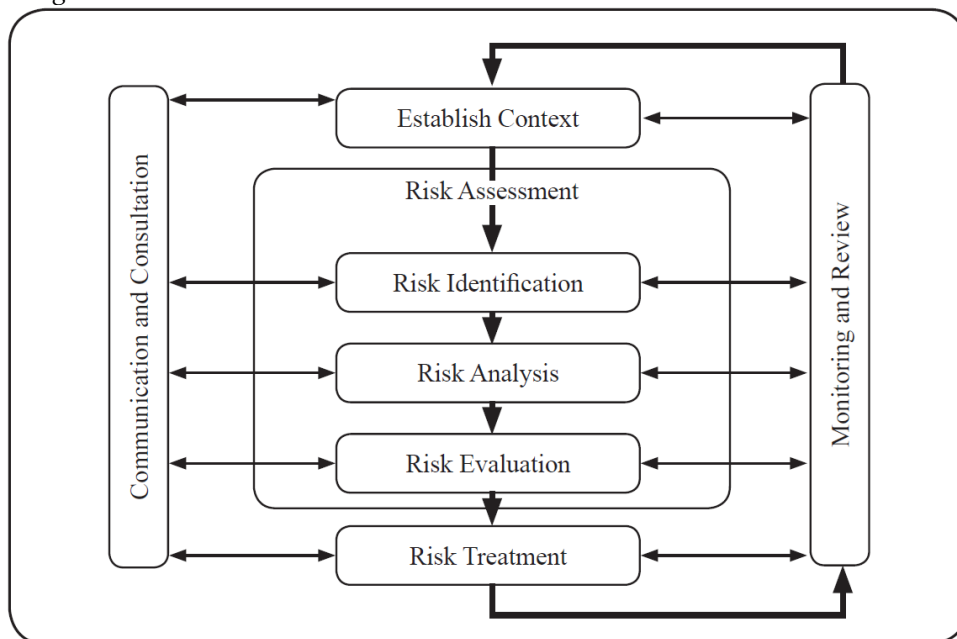 Establish Context
Risk Assessment
Risk Identification
Risk Analysis
Risk Evaluation
Risk Treatment
Communication and Consultation
Monitoring and Review